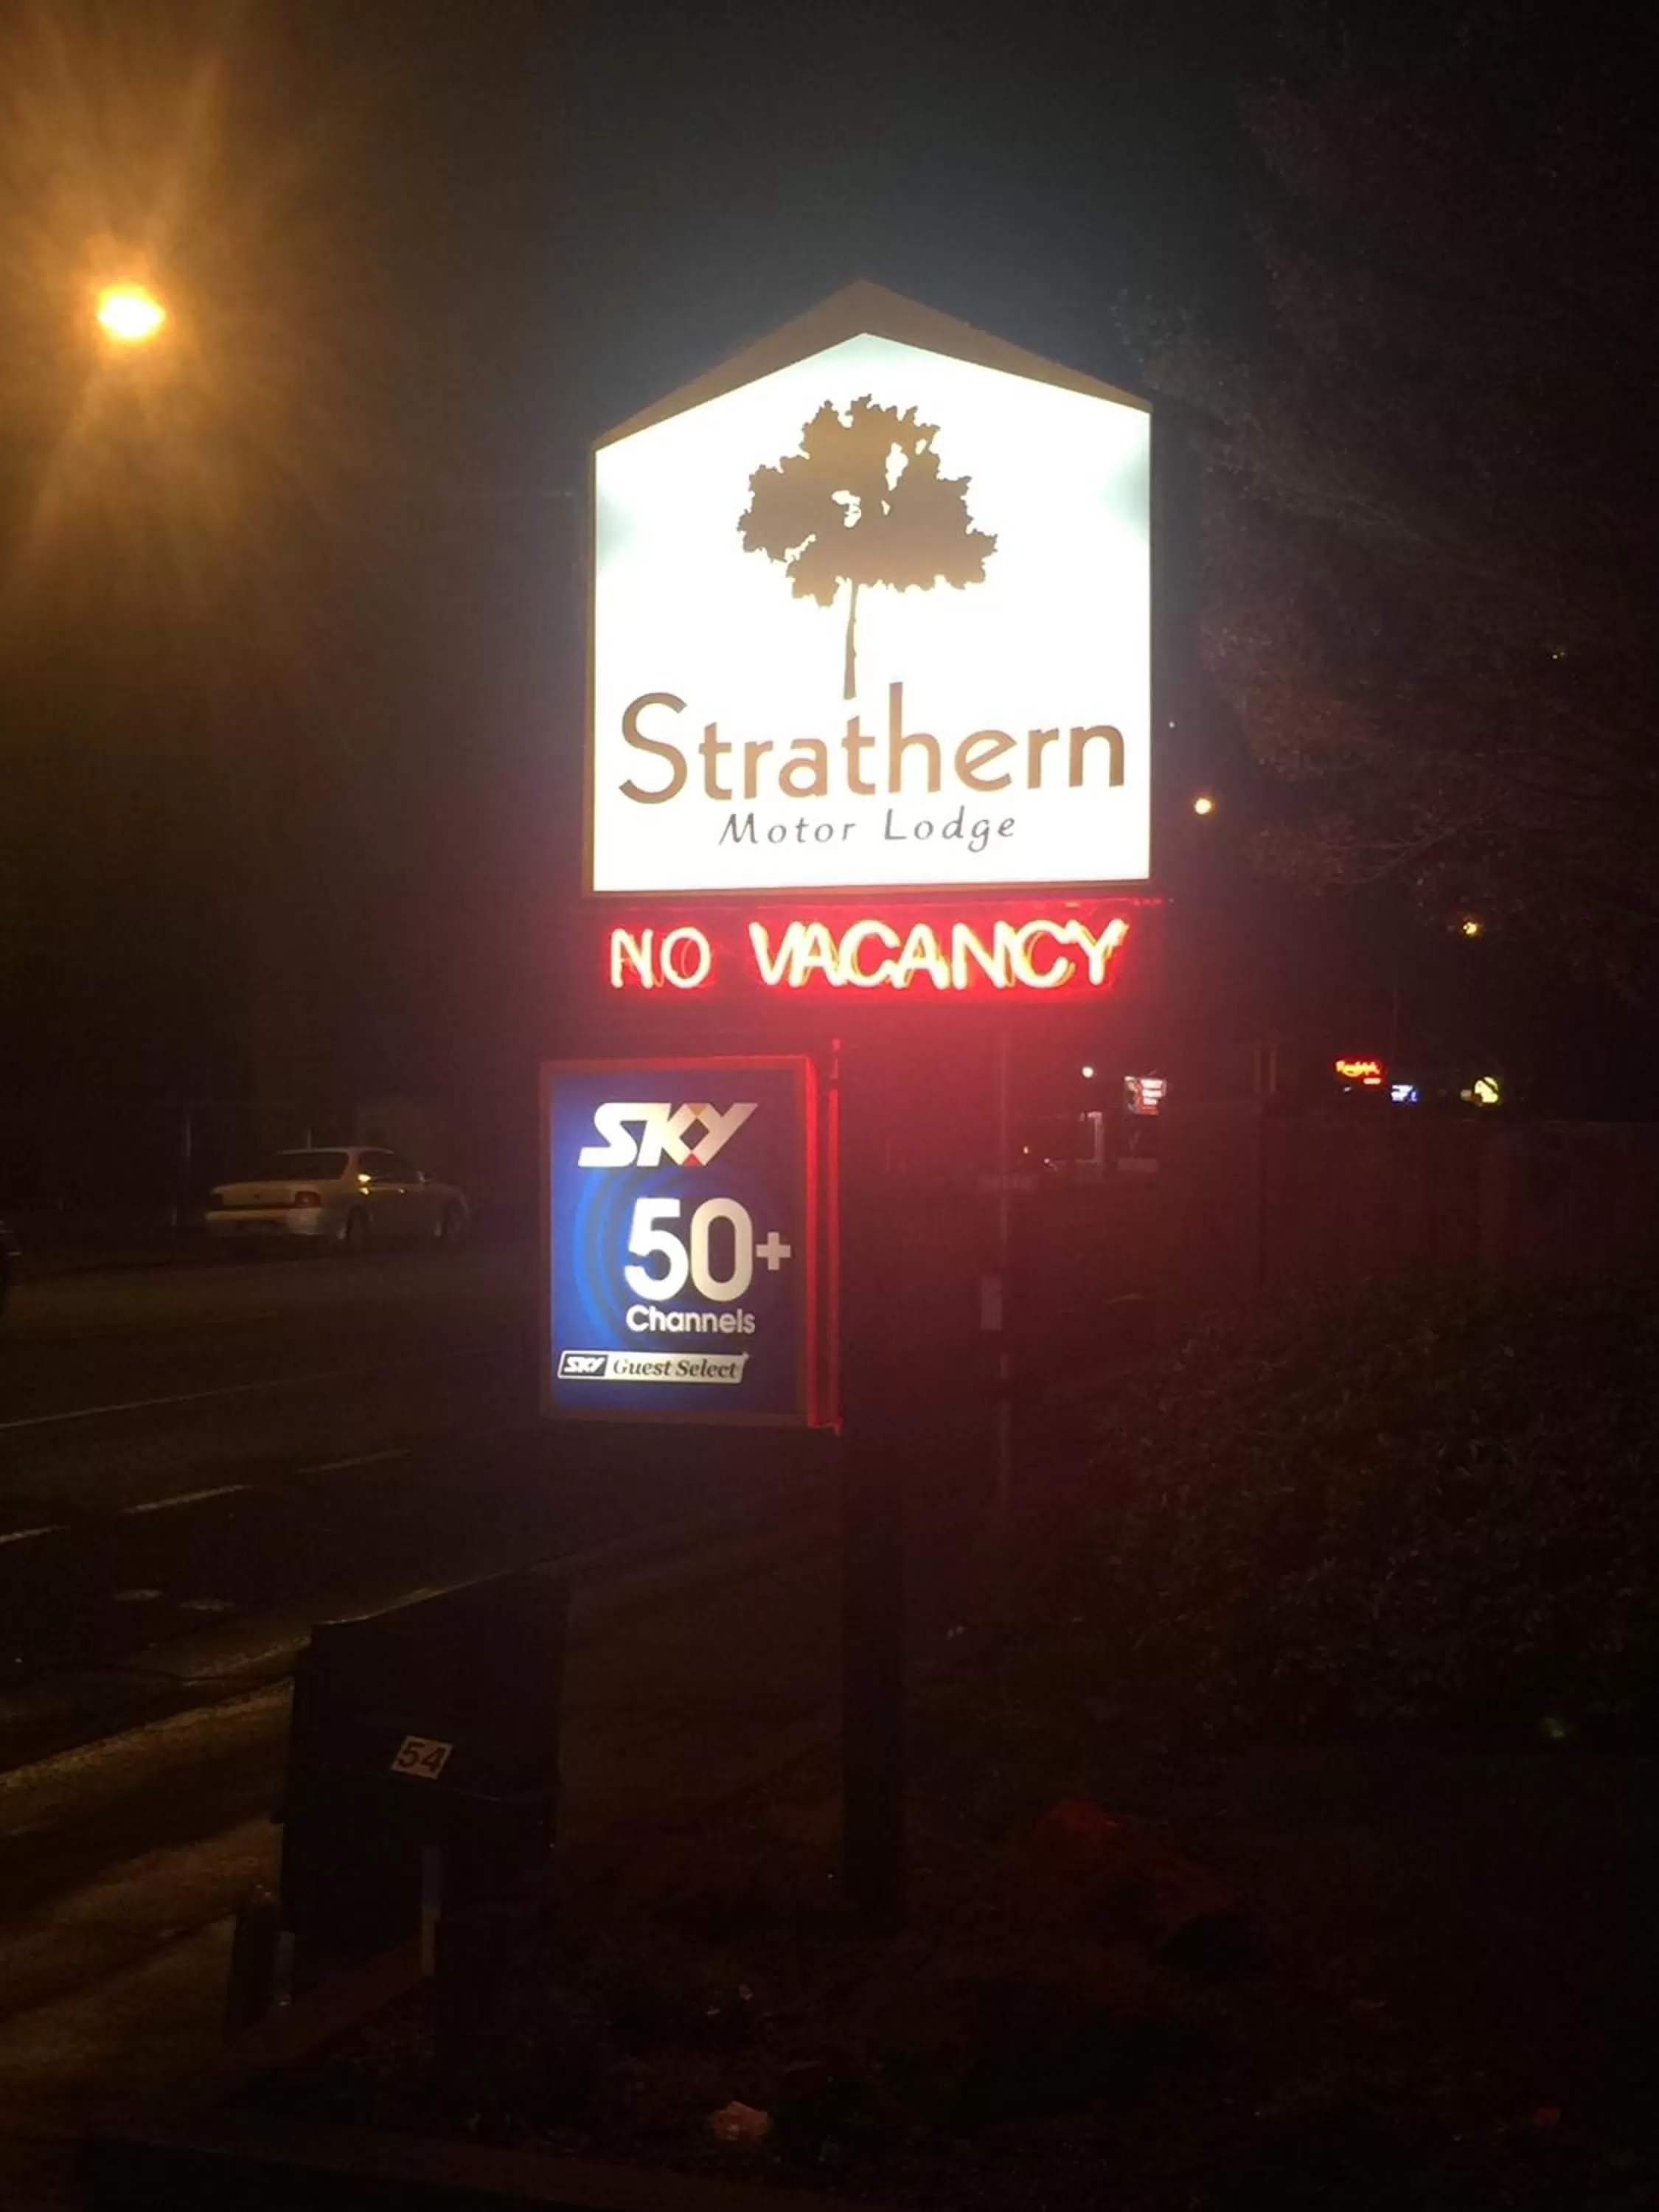 Strathern
Motor Lodge
NO VACANCY
SKY
50+
Channels
SKY Guest Select
54